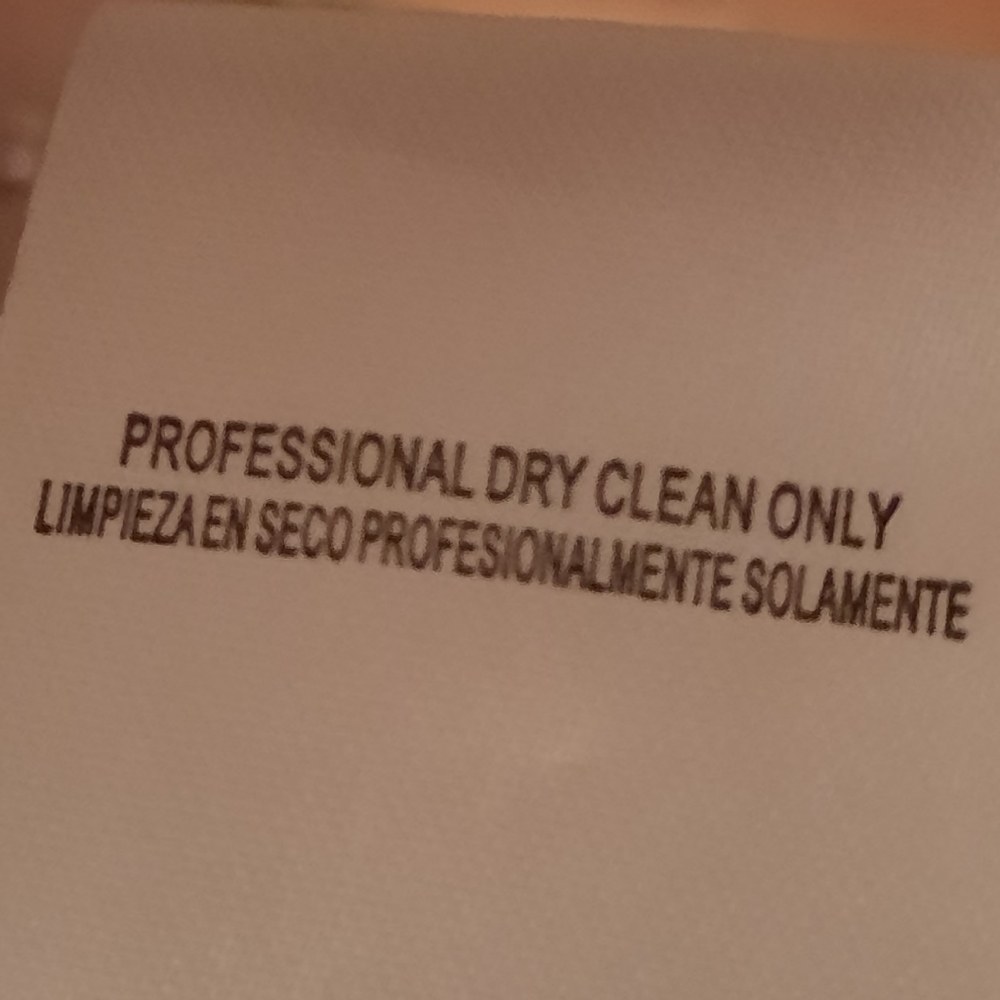 PROFESSIONAL DRY CLEAN ONLY
LIMPIEZA EN SECO PROFESIONALMENTE SOLAMENTE